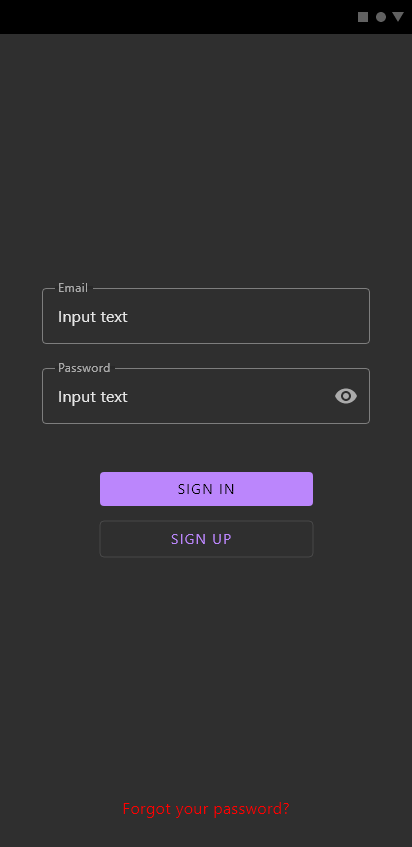 Email
Input text
Password
Input text
SIGN IN
SIGN UP
Forgot your password?